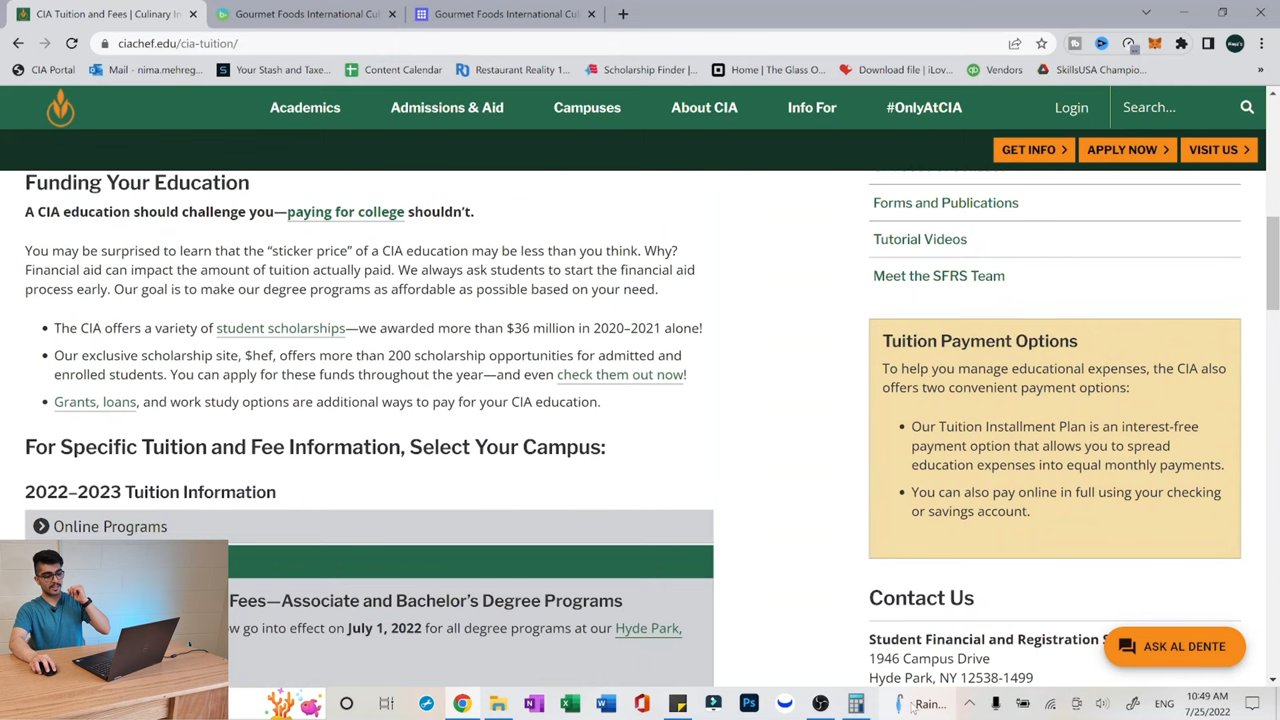 CIA Tuition and Fees | Culinary In
Gourmet Foods International Cul
Gourmet Foods International Cul
ciachef.edu/cia-tuition/
CIA Portal
Mail - nima.mehreg...
Your Stash and Taxe...
Content Calendar
Restaurant Reality 1...
Scholarship Finder|...
Home | The Glass O...
Download file | iLov...
Vendors
SkillsUSA Champio...
Academics
Admissions & Aid
Campuses
About CIA
Info For
#OnlyAtCIA
Login
Search...
GET INFO
APPLY NOW
VISIT US
Funding Your Education
A CIA education should challenge you—paying for college shouldn't.
You may be surprised to learn that the “sticker price” of a CIA education may be less than you think. Why?
Financial aid can impact the amount of tuition actually paid. We always ask students to start the financial aid
process early. Our goal is to make our degree programs as affordable as possible based on your need.
The CIA offers a variety of student scholarships—we awarded more than $36 million in 2020–2021 alone!
Our exclusive scholarship site, $hef, offers more than 200 scholarship opportunities for admitted and
enrolled students. You can apply for these funds throughout the year—and even check them out now!
Grants, loans, and work study options are additional ways to pay for your CIA education.
For Specific Tuition and Fee Information, Select Your Campus:
2022–2023 Tuition Information
Online Programs
Fees—Associate and Bachelor's Degree Programs
w go into effect on July 1, 2022 for all degree programs at our Hyde Park,
Forms and Publications
Tutorial Videos
Meet the SFRS Team
Tuition Payment Options
To help you manage educational expenses, the CIA also
offers two convenient payment options:
Our Tuition Installment Plan is an interest-free
payment option that allows you to spread
education expenses into equal monthly payments.
You can also pay online in full using your checking
or savings account.
Contact Us
Student Financial and Registration S
1946 Campus Drive
Hyde Park, NY 12538-1499
ASK AL DENTE
Rain...
ENG
10:49 AM
7/25/2022